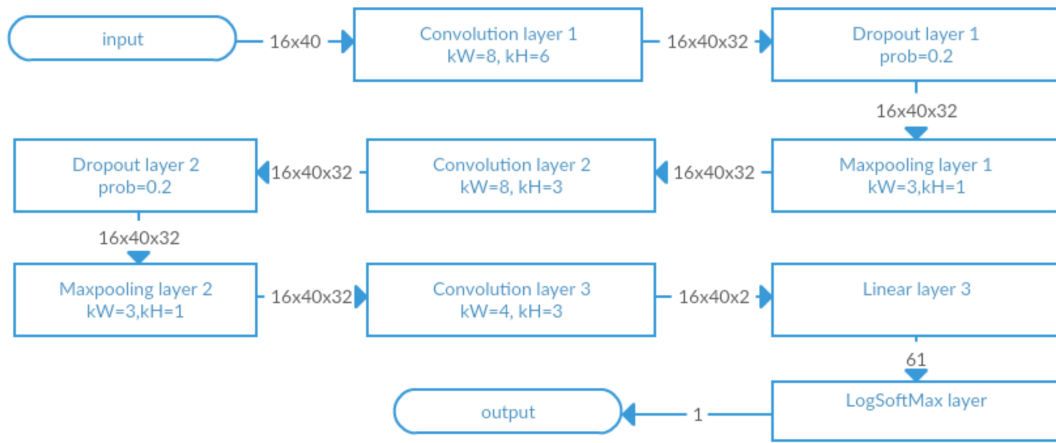 input
16x40
Convolution layer 1
kW=8, kH=6
16x40x32
Dropout layer 1
prob=0.2
16x40x32
Maxpooling layer 1
kW=3,kH=1
16x40x32
Convolution layer 2
kW=8, kH=3
16x40x32
Dropout layer 2
prob=0.2
16x40x32
Maxpooling layer 2
kW=3,kH=1
16x40x32
Convolution layer 3
kW=4, kH=3
16x40x2
Linear layer 3
61
LogSoftMax layer
1
output